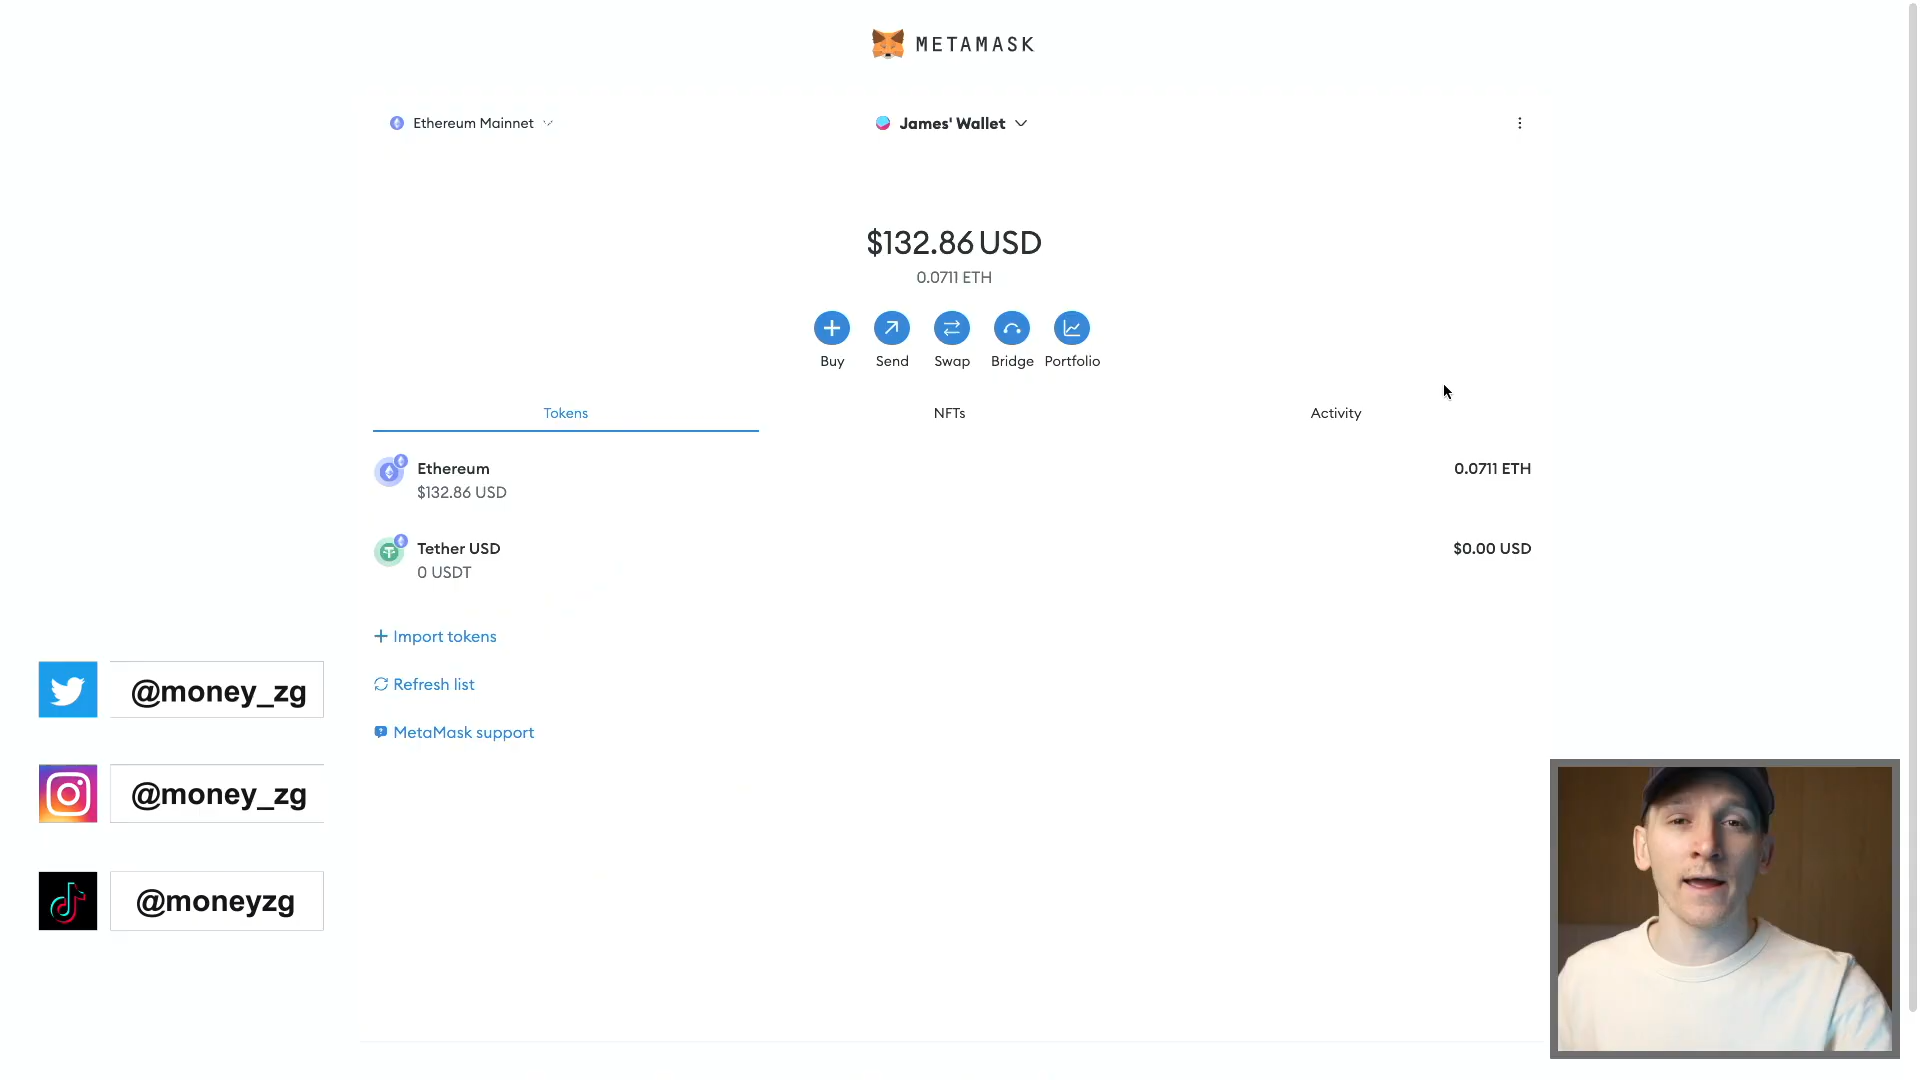 METAMASK
Ethereum Mainnet
James' Wallet
$132.86 USD
0.0711 ETH
Buy
Send
Swap
Bridge
Portfolio
Tokens
NFTs
Activity
Ethereum
0.0711 ETH
$132.86 USD
Tether USD
$0.00 USD
0 USDT
Import tokens
Refresh list
MetaMask support
@money_zg
@money_zg
@moneyzg